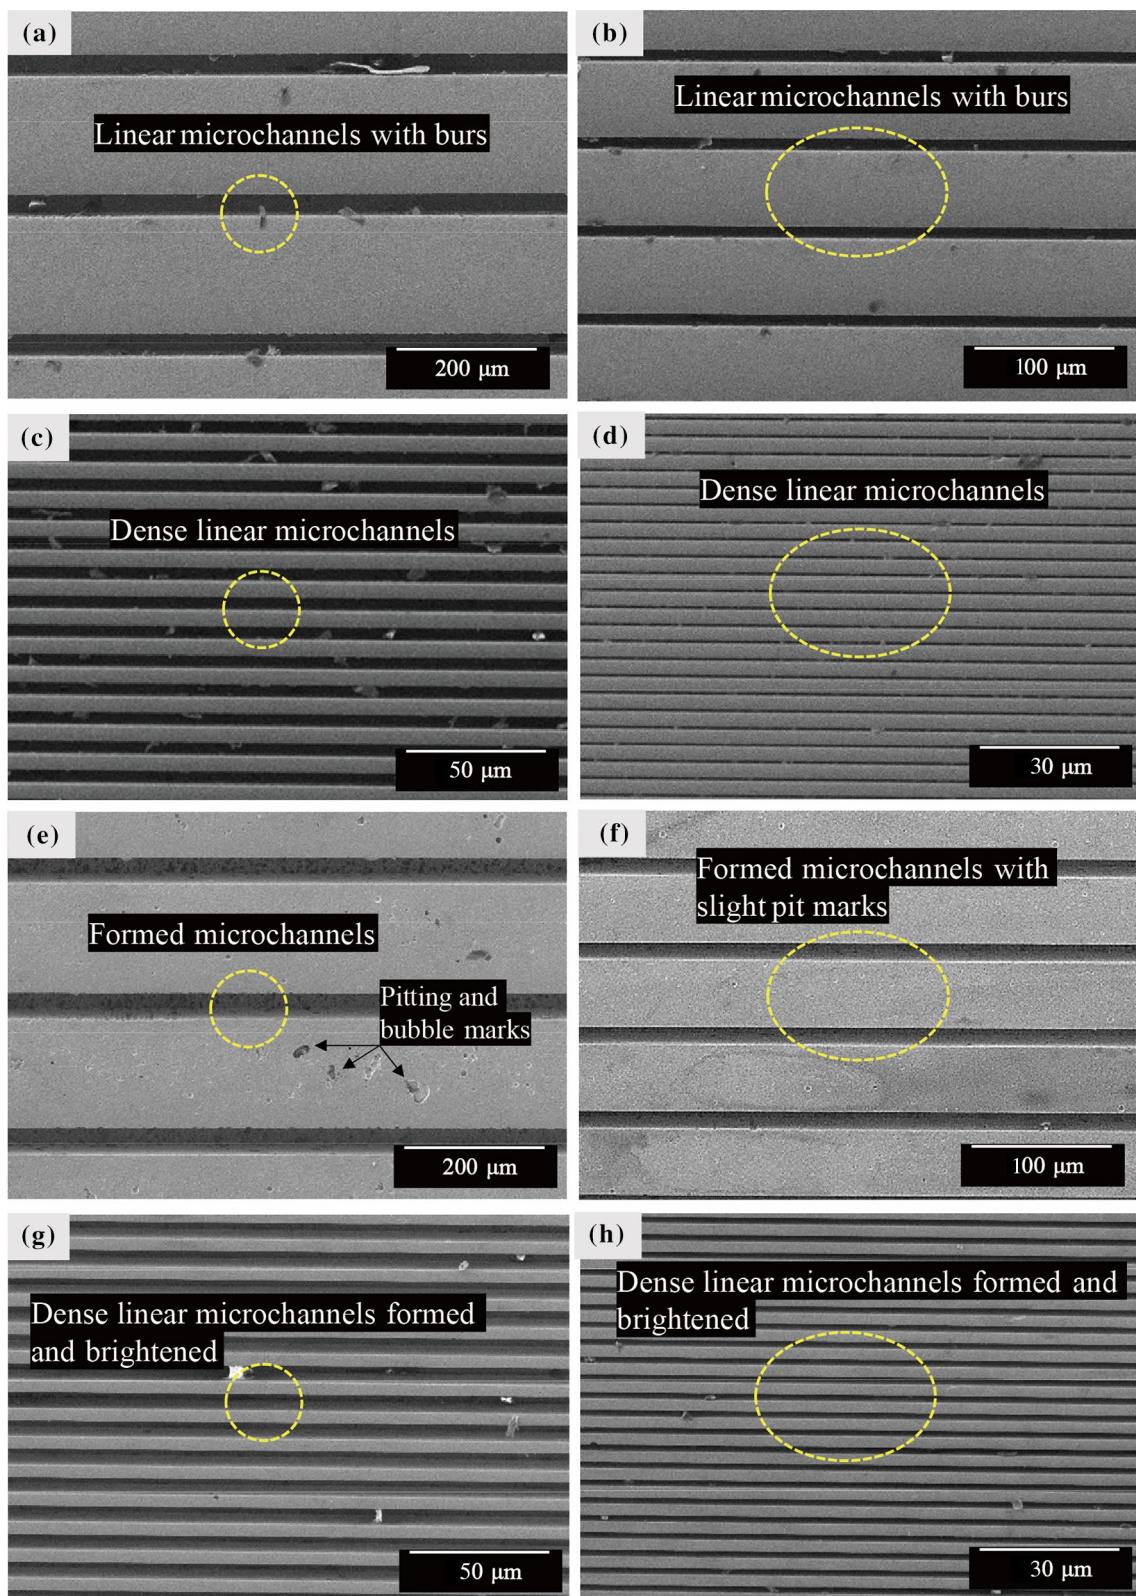 (a)
Linear microchannels with burs
200 μm
(b)
Linear microchannels with burs
100 μm
(c)
Dense linear microchannels
50 μm
(d)
Dense linear microchannels
30 μm
(e)
Formed microchannels
Pitting and
bubble marks
200 μm
(f)
Formed microchannels with
slight pit marks
100 μm
(g)
Dense linear microchannels formed
and brightened
50 μm
(h)
Dense linear microchannels formed and
brightened
30 μm